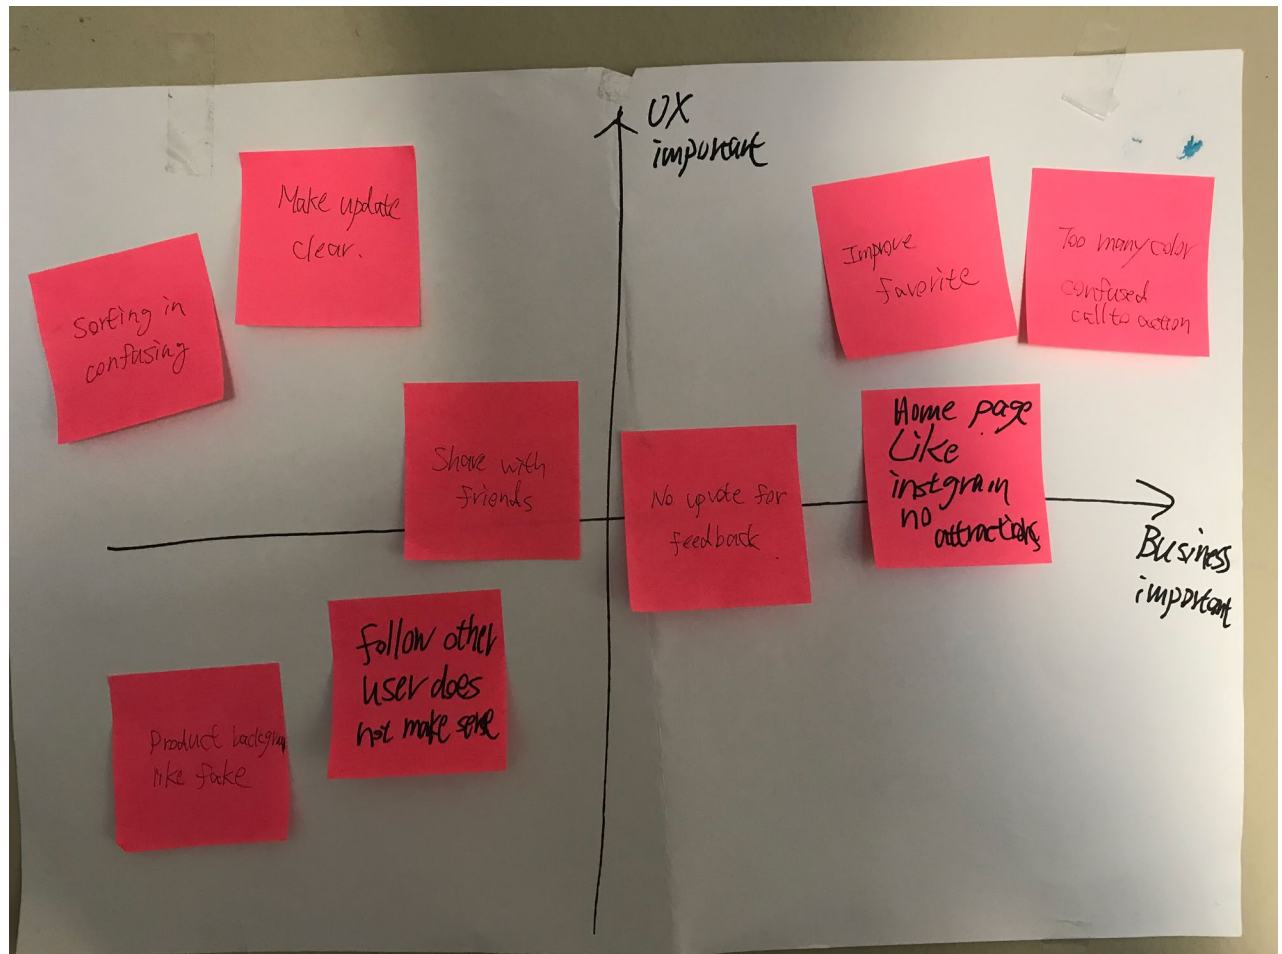 UX
important
Make update
clear.
Sorting in
confusing
Improve
favorite
Too many color
confused
call to action
Share with
friends
No upvote for
feedback.
Home page
Like
instgram
no
attractions
Business
important
follow other
user does
not make sense
Product backgrou
like fake